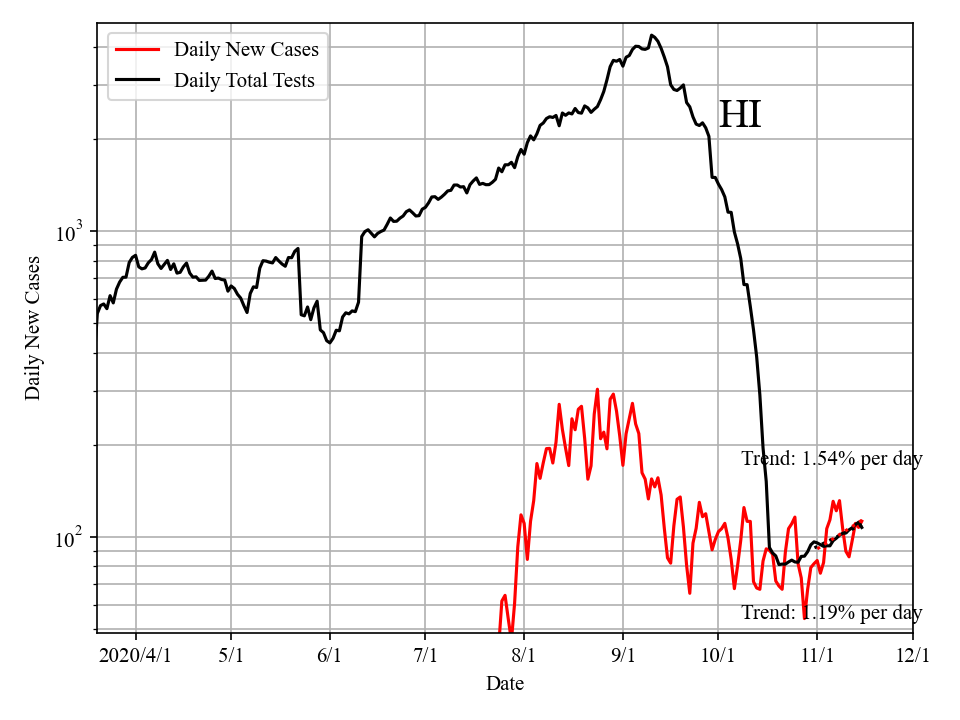 Daily New Cases
Daily Total Tests
HI
10^3
10^2
Daily New Cases
Trend: 1.54% per day
Trend: 1.19% per day
2020/4/1 5/1 6/1 7/1 8/1 9/1 10/1 11/1 12/1
Date